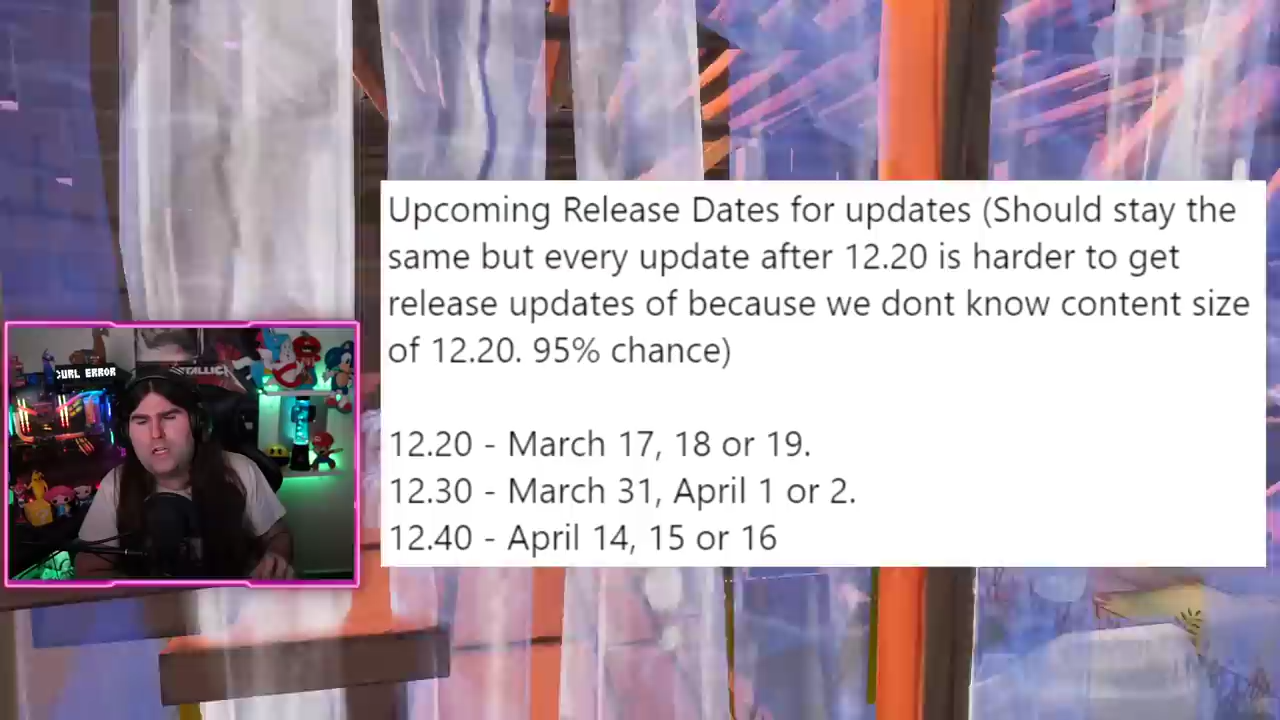 Upcoming Release Dates for updates (Should stay the
same but every update after 12.20 is harder to get
release updates of because we dont know content size
of 12.20. 95% chance)
12.20 - March 17, 18 or 19.
12.30 - March 31, April 1 or 2.
12.40 - April 14, 15 or 16
URL ERROR